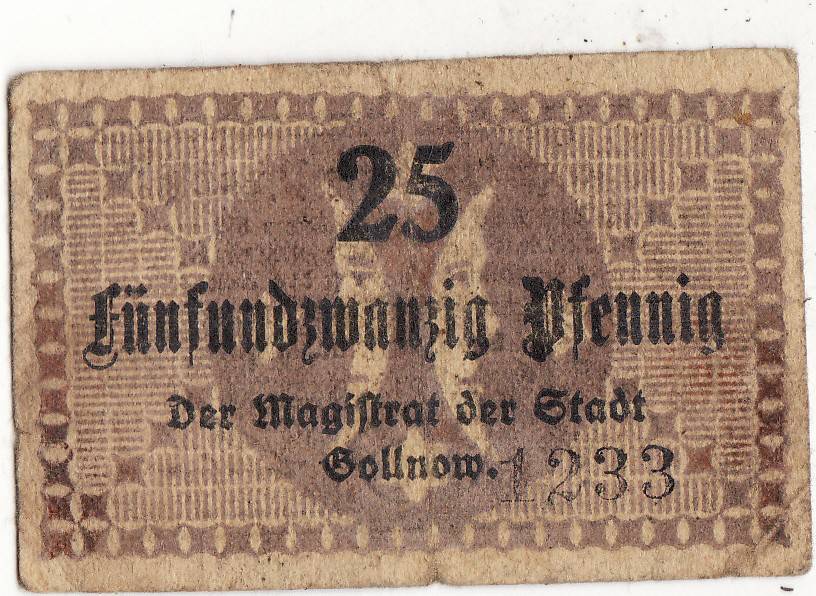 25
Fünfundzwanzig Pfennig
Der Magistrat der Stadt
Gollnow. 1233